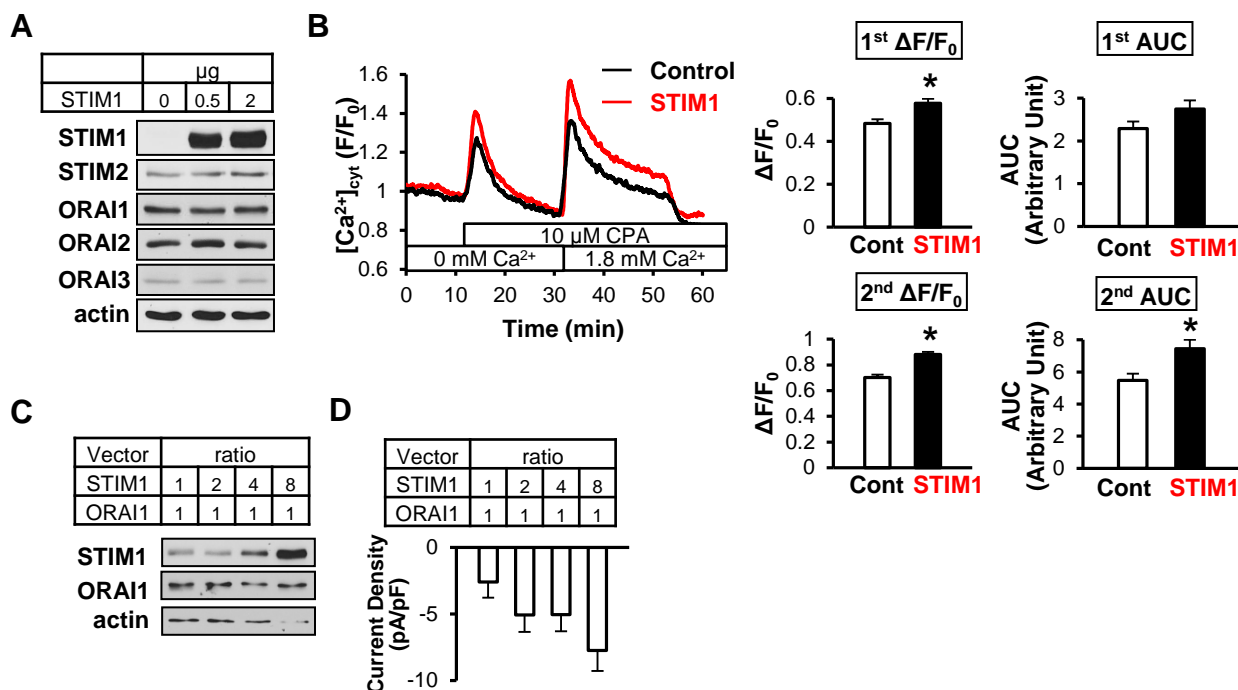 A
µg
STIM1 0 0.5 2
STIM1
STIM2
ORAI1
ORAI2
ORAI3
actin
B
[Ca²⁺]cyt (F/F₀)
1.6
1.4
1.2
1
0.8
0.6
Control
STIM1
10 µM CPA
0 mM Ca²⁺ 1.8 mM Ca²⁺
0 10 20 30 40 50 60
Time (min)
1st ΔF/F₀
ΔF/F₀
0.6
0.4
0.2
0
*
Cont STIM1
1st AUC
AUC
(Arbitrary Unit)
3
2
1
0
Cont STIM1
2nd ΔF/F₀
ΔF/F₀
1
0.8
0.6
0.4
0.2
0
*
Cont STIM1
2nd AUC
AUC
(Arbitrary Unit)
8
6
4
2
0
*
Cont STIM1
C
Vector ratio
STIM1 1 2 4 8
ORAI1 1 1 1 1
STIM1
ORAI1
actin
D
Vector ratio
STIM1 1 2 4 8
ORAI1 1 1 1 1
Current Density
(pA/pF)
0
-5
-10